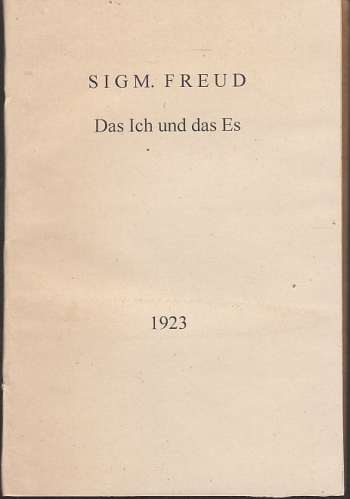 SIGM. FREUD
Das Ich und das Es
1923